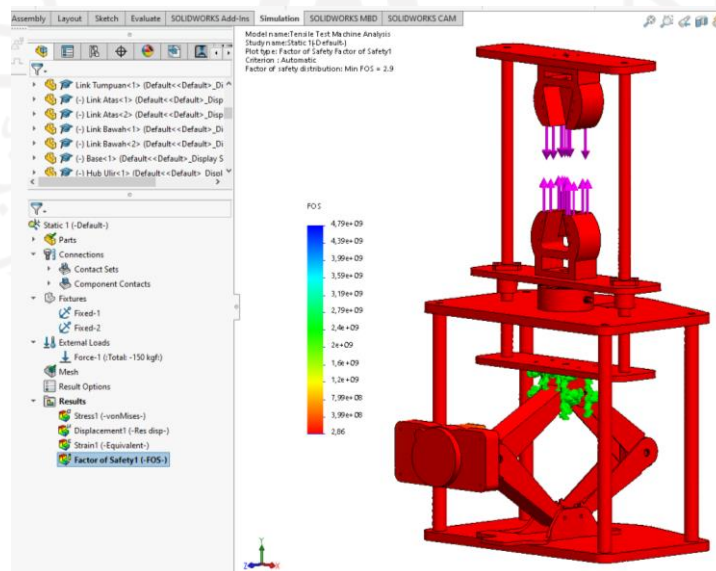 Assembly Layout Sketch Evaluate SOLIDWORKS Add-Ins Simulation SOLIDWORKS MBD SOLIDWORKS CAM
Model name:Tensile Test Machine Analysis
Study name:Static 1(-Default-)
Plot type: Factor of Safety Factor of Safety1
Criterion : Automatic
Factor of safety distribution: Min FOS = 2.9
Link Tumpuan<1> (Default<<Default>_Di
(-) Link Atas<1> (Default<<Default>_Disp
(-) Link Atas<2> (Default<<Default>_Disp
(-) Link Bawah<1> (Default<<Default>_Di
(-) Link Bawah<2> (Default<<Default>_Di
(-) Base<1> (Default<<Default>_Display S
(-) Hub Ulir<1> (Default<<Default> Displ
Static 1 (-Default-)
Parts
Connections
Contact Sets
Component Contacts
Fixtures
Fixed-1
Fixed-2
External Loads
Force-1 (:Total: -150 kgf:)
Mesh
Result Options
Results
Stress1 (-vonMises-)
Displacement1 (-Res disp-)
Strain1 (-Equivalent-)
Factor of Safety1 (-FOS-)
FOS
4,79e+09
4,39e+09
3,99e+09
3,59e+09
3,19e+09
2,79e+09
2,4e+09
2e+09
1,6e+09
1,2e+09
7,99e+08
3,99e+08
2,86
Y
Z
X